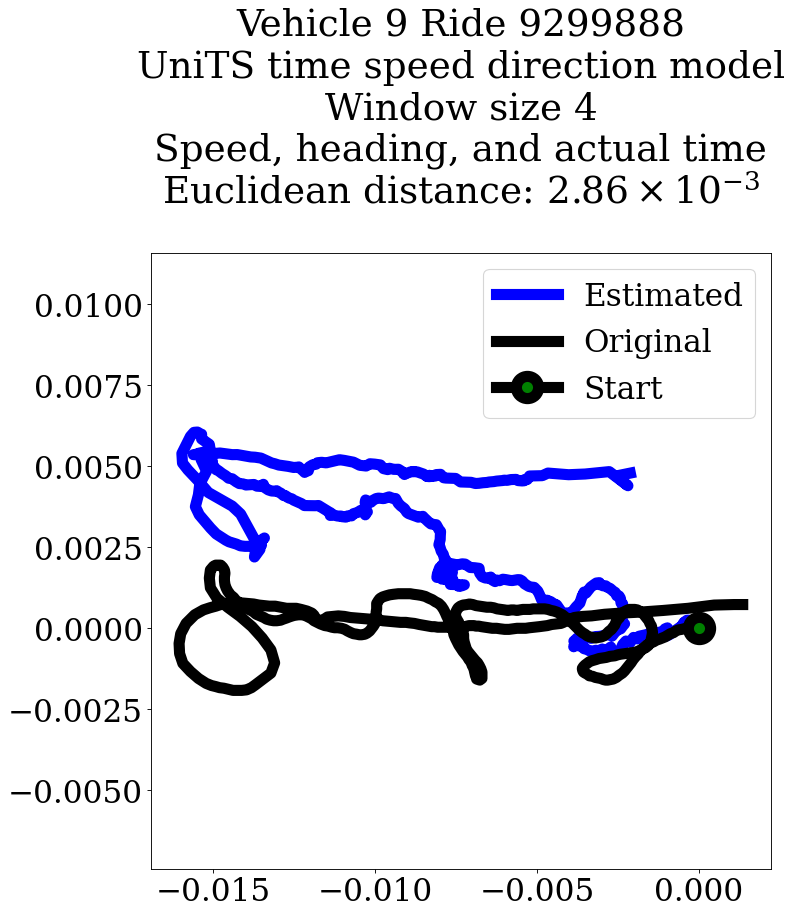 Vehicle 9 Ride 9299888
UniTS time speed direction model
Window size 4
Speed, heading, and actual time
Euclidean distance: 2.86 × 10⁻³
Estimated
Original
Start
0.0100
0.0075
0.0050
0.0025
0.0000
−0.0025
−0.0050
−0.015 −0.010 −0.005 0.000